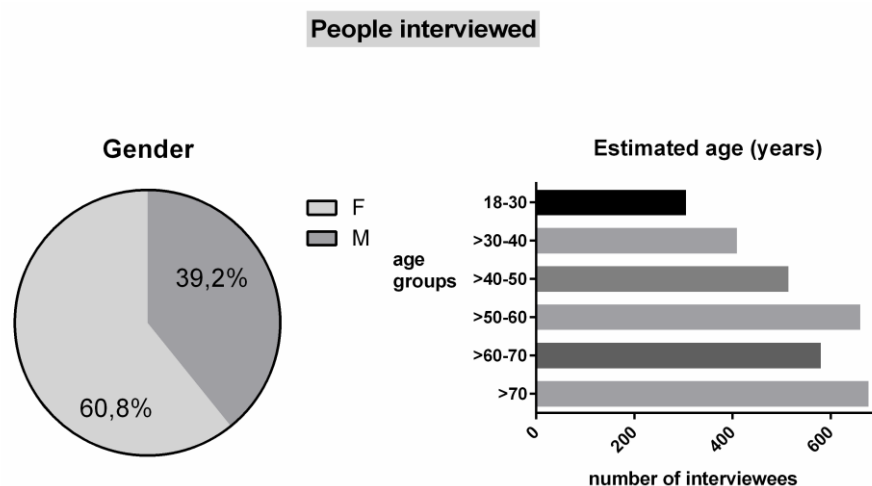 People interviewed
Gender
39,2%
60,8%
F
M
Estimated age (years)
age
groups
18-30
>30-40
>40-50
>50-60
>60-70
>70
0
200
400
600
number of interviewees